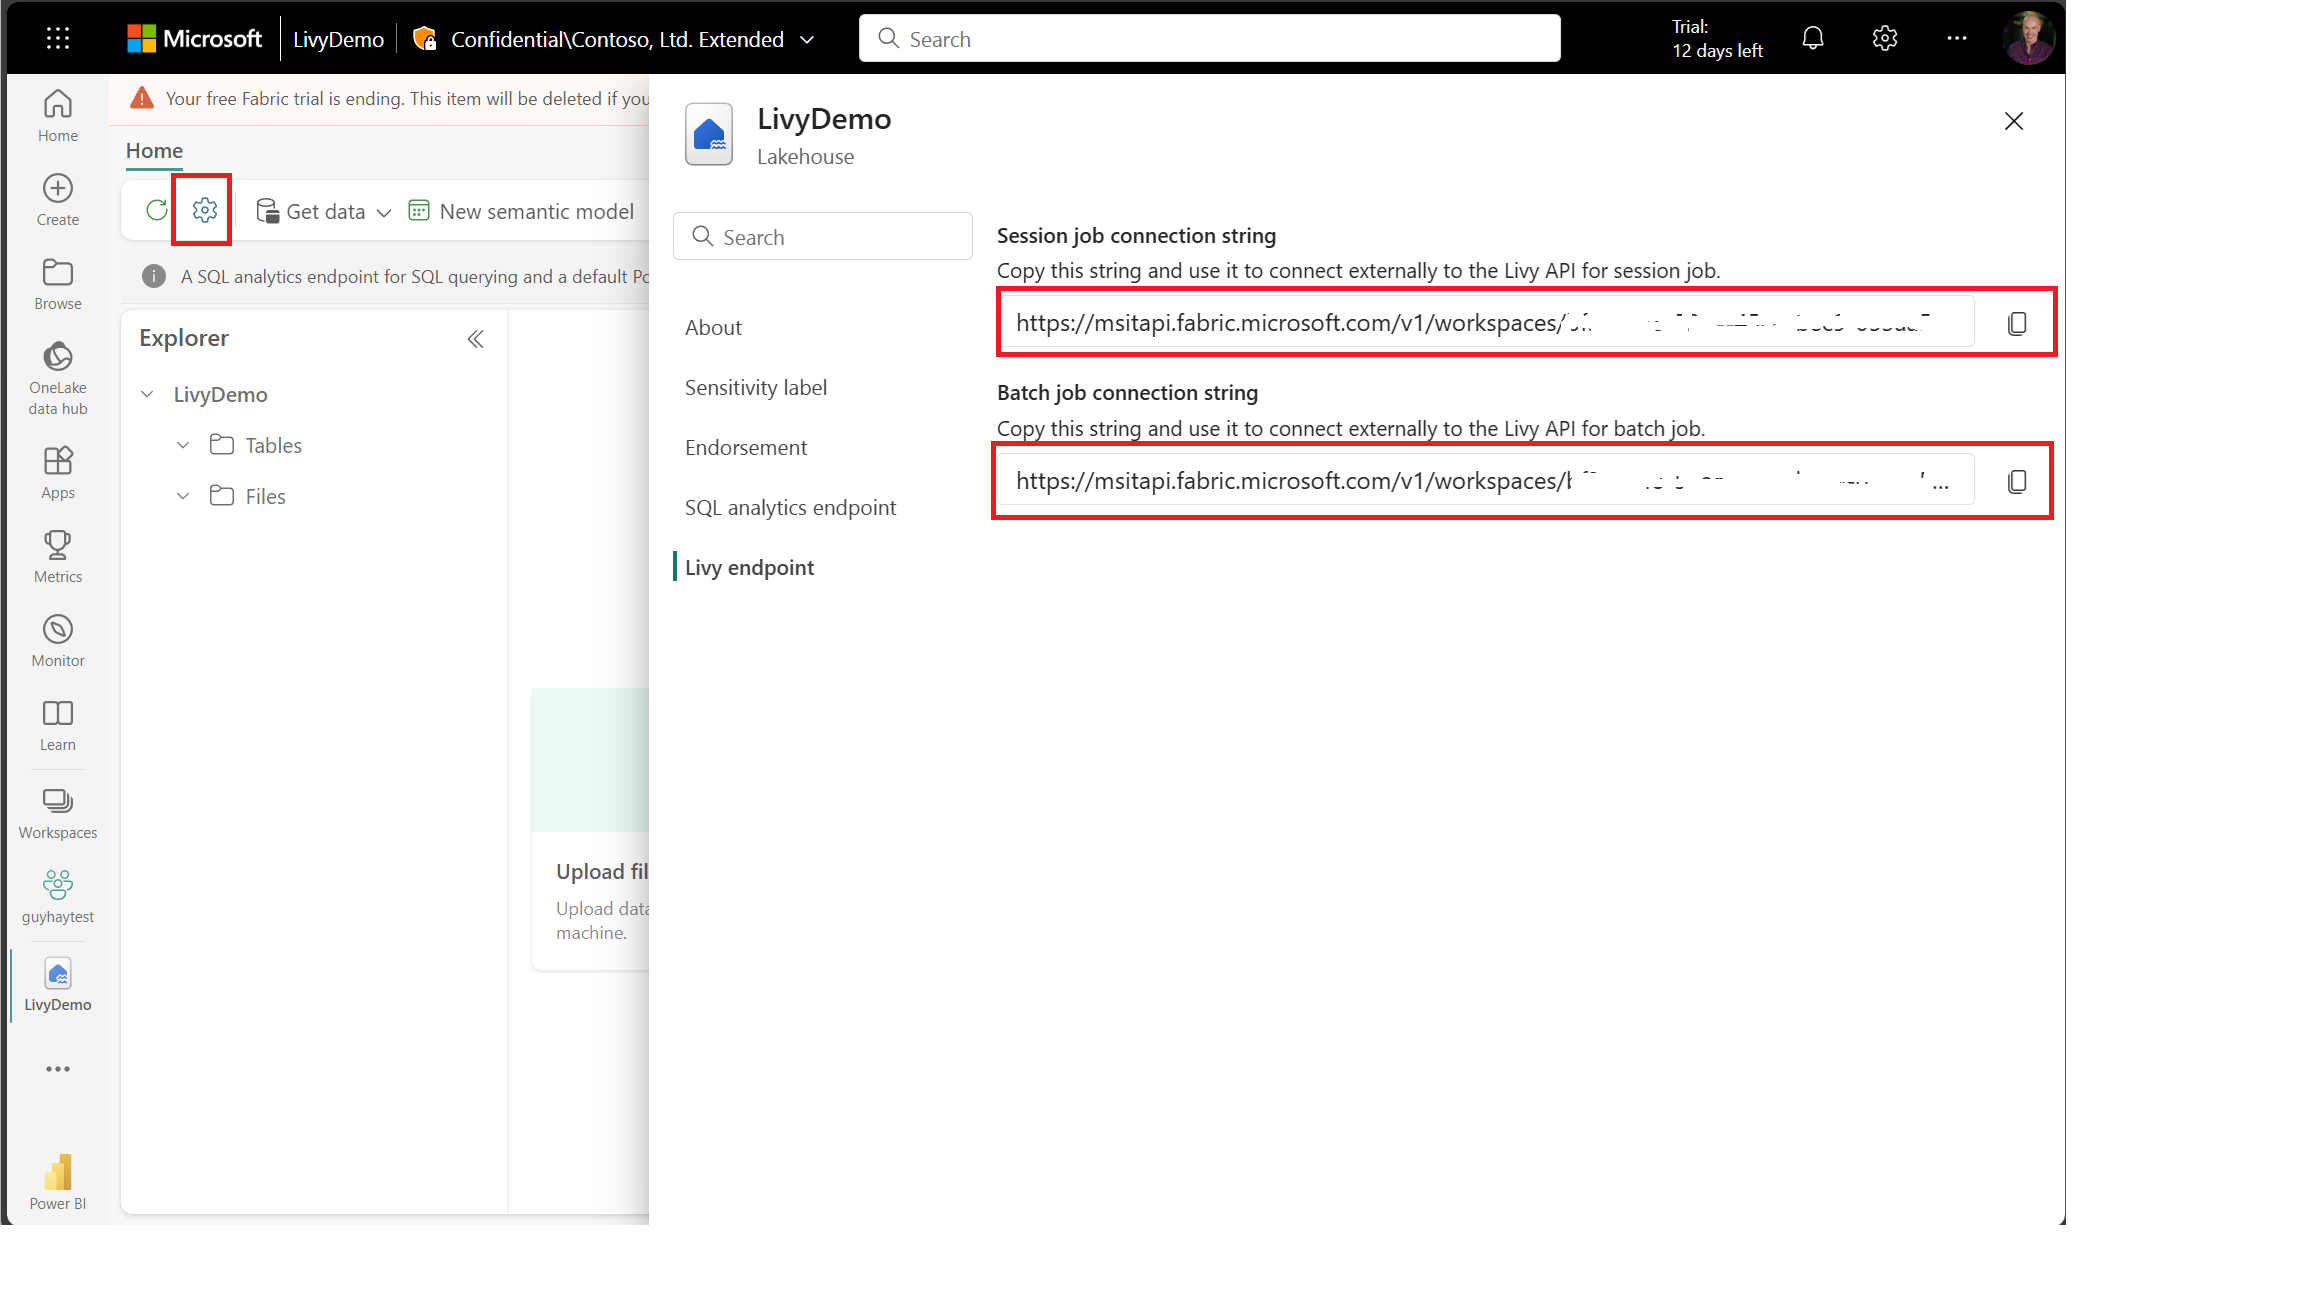 Microsoft
LivyDemo
Confidential\Contoso, Ltd. Extended
Search
Trial:
12 days left
Home
Create
Browse
OneLake
data hub
Apps
Metrics
Monitor
Learn
Workspaces
guyhaytest
LivyDemo
Power BI
Your free Fabric trial is ending. This item will be deleted if you
Home
Get data
New semantic model
A SQL analytics endpoint for SQL querying and a default
Explorer
LivyDemo
Tables
Files
Upload
Upload
machine.
LivyDemo
Lakehouse
Search
About
Sensitivity label
Endorsement
SQL analytics endpoint
Livy endpoint
Session job connection string
Copy this string and use it to connect externally to the Livy API for session job.
https://msitapi.fabric.microsoft.com/v1/workspaces/
Batch job connection string
Copy this string and use it to connect externally to the Livy API for batch job.
https://msitapi.fabric.microsoft.com/v1/workspaces/